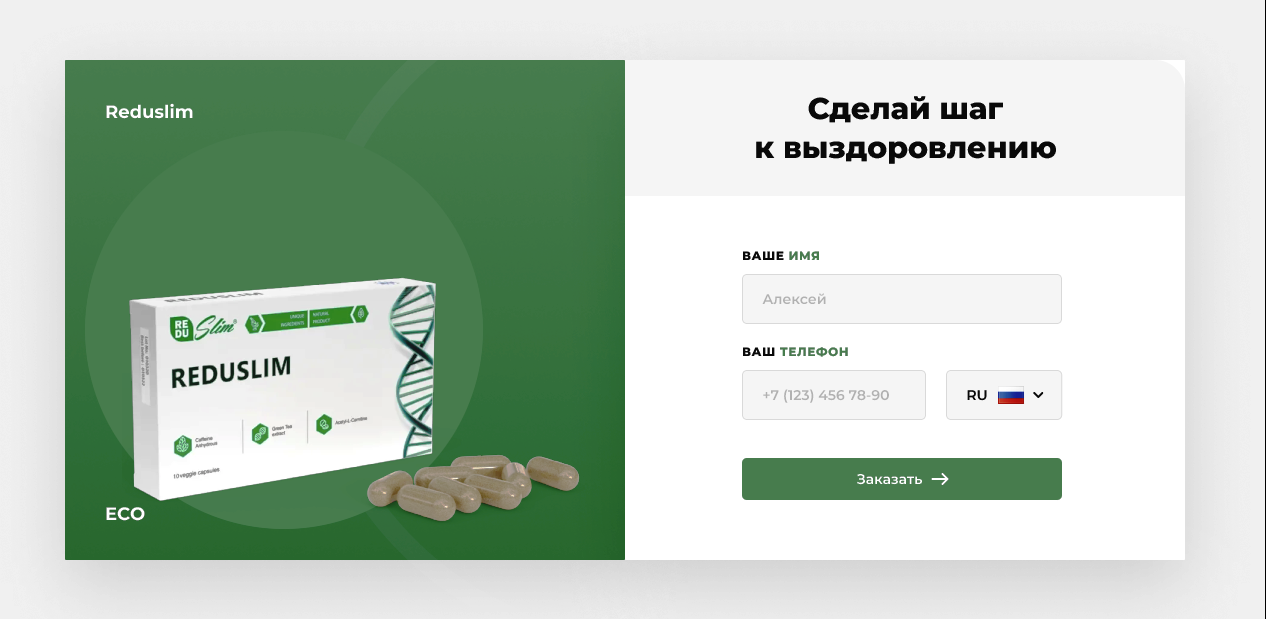 Reduslim
REDUSLIM
RE
DU
Slim®
UNIQUE
INGREDIENTS
NATURAL
PRODUCT
REDUSLIM
Caffeine
Anhydrous
Green Tea
extract
Acetyl-L-Carnitine
10 veggie capsules
ECO
Сделай шаг
к выздоровлению
ВАШЕ ИМЯ
Алексей
ВАШ ТЕЛЕФОН
+7 (123) 456 78-90
RU
Заказать →